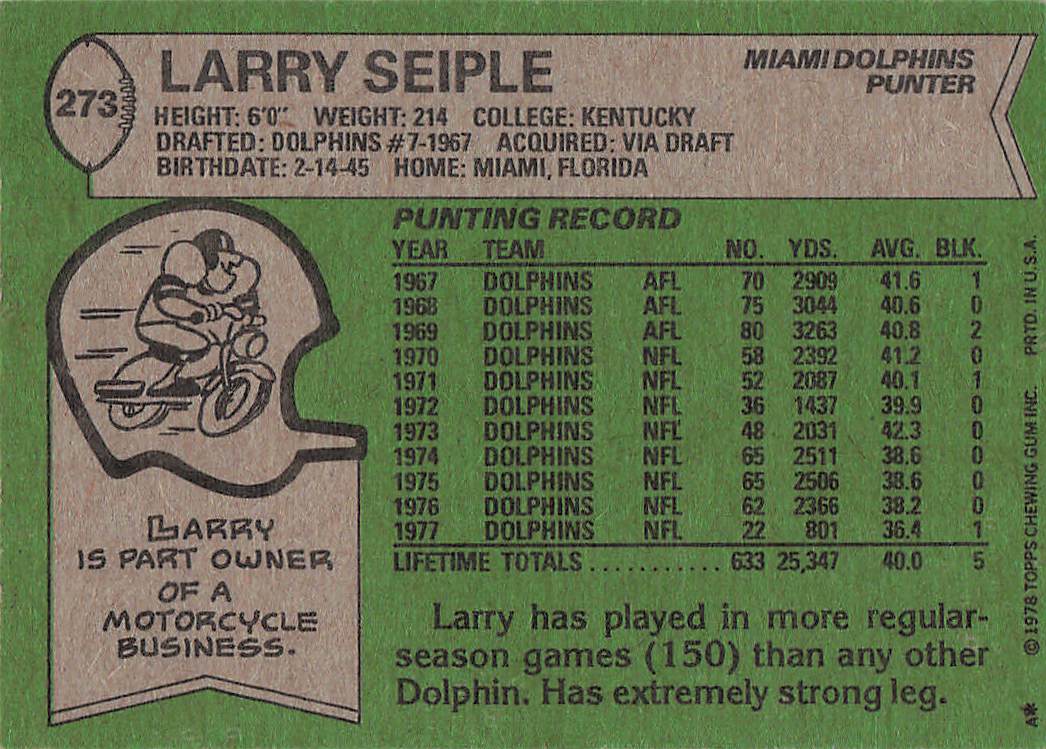 273
LARRY SEIPLE
MIAMI DOLPHINS
PUNTER
HEIGHT: 6'0" WEIGHT: 214 COLLEGE: KENTUCKY
DRAFTED: DOLPHINS #7-1967 ACQUIRED: VIA DRAFT
BIRTHDATE: 2-14-45 HOME: MIAMI, FLORIDA
PUNTING RECORD
YEAR TEAM NO. YDS. AVG. BLK.
1967 DOLPHINS AFL 70 2909 41.6 1
1968 DOLPHINS AFL 75 3044 40.6 0
1969 DOLPHINS AFL 80 3263 40.8 2
1970 DOLPHINS NFL 58 2392 41.2 0
1971 DOLPHINS NFL 52 2087 40.1 1
1972 DOLPHINS NFL 36 1437 39.9 0
1973 DOLPHINS NFL 48 2031 42.3 0
1974 DOLPHINS NFL 65 2511 38.6 0
1975 DOLPHINS NFL 65 2506 38.6 0
1976 DOLPHINS NFL 62 2366 38.2 0
1977 DOLPHINS NFL 22 801 36.4 1
LIFETIME TOTALS........... 633 25,347 40.0 5
LARRY
IS PART OWNER
OF A
MOTORCYCLE
BUSINESS.
Larry has played in more regular-
season games (150) than any other
Dolphin. Has extremely strong leg.
A* © 1978 TOPPS CHEWING GUM INC. PRTD. IN U.S.A.